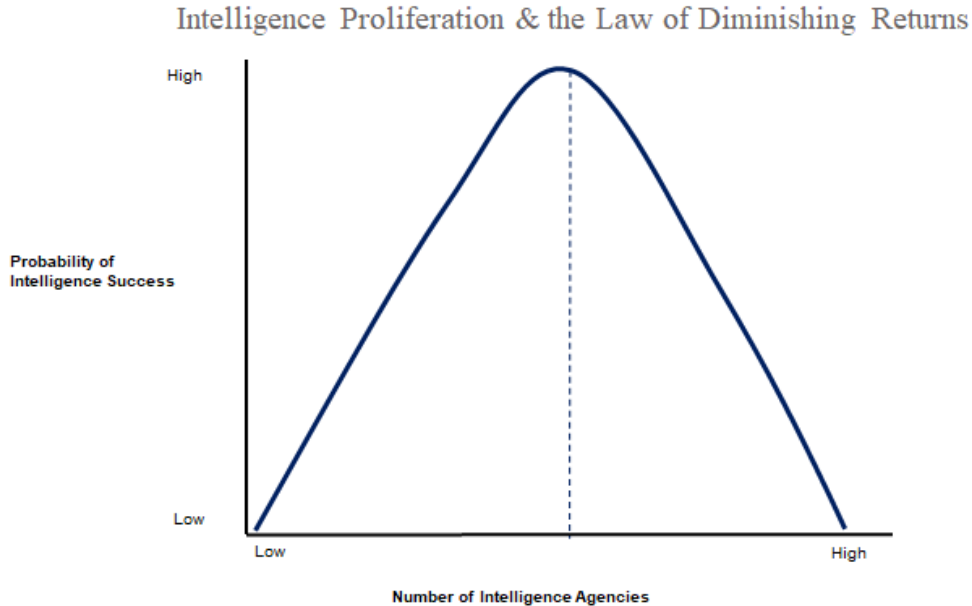 Intelligence Proliferation & the Law of Diminishing Returns
High
Probability of
Intelligence Success
Low
Low
High
Number of Intelligence Agencies